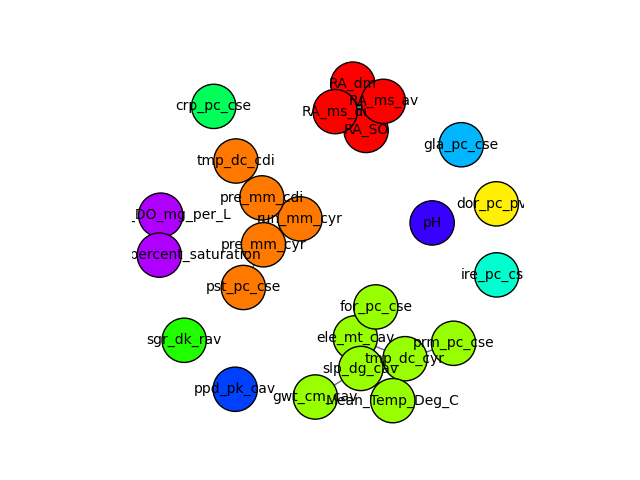 RA_dm
RA_ms_av
RA_SO
crp_pc_cse
gla_pc_cse
tmp_dc_cdi
pre_mm_cdi
run_mm_cyr
pre_mm_cyr
pst_pc_cse
dor_pc_pv
pH
_DO_mg_per_L
percent_saturation
ire_pc_cs
for_pc_cse
ele_mt_cav
prm_pc_cse
tmp_dc_cyr
slp_dg_cav
gwt_cm_cav
Mean_Temp_Deg_C
sgr_dk_rav
ppd_pk_cav